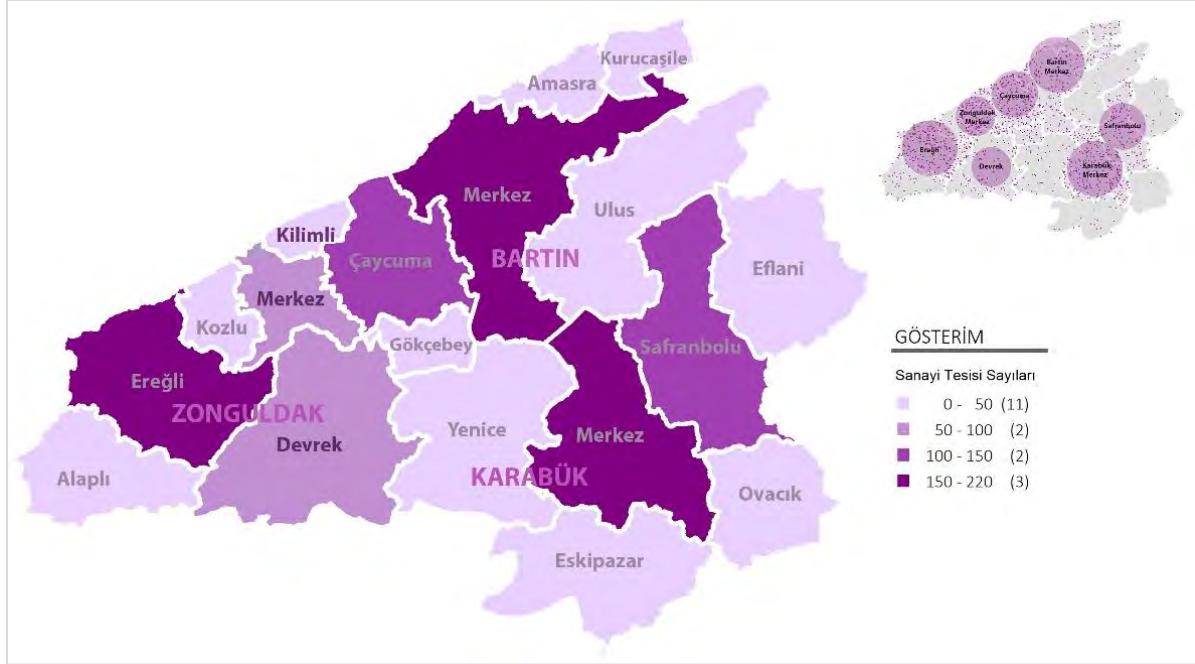 Kurucaşile
Amasra
Merkez
Ulus
Kilimli
Çaycuma
BARTIN
Eflani
Merkez
Kozlu
Gökçebey
Safranbolu
Ereğli
ZONGULDAK
Devrek
Yenice
Merkez
Alaplı
KARABÜK
Ovacık
Eskipazar
Bartın
Merkez
Çaycuma
Zonguldak
Merkez
Safranbolu
Ereğli
Devrek
Karabük
Merkez
GÖSTERİM
Sanayi Tesisi Sayıları
0 - 50 (11)
50 - 100 (2)
100 - 150 (2)
150 - 220 (3)